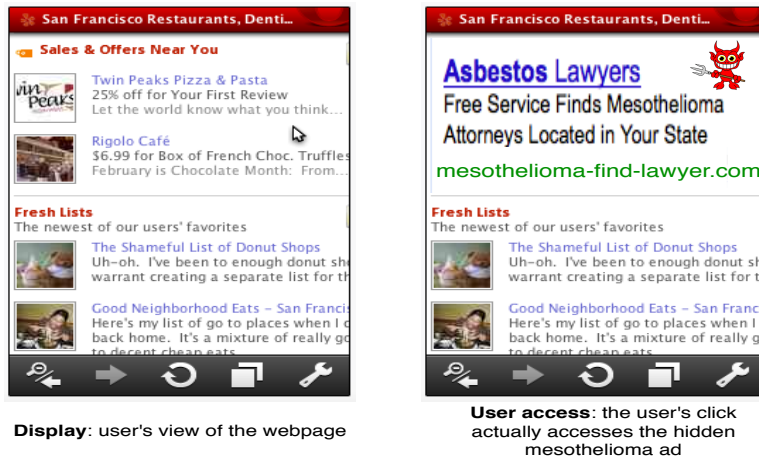 San Francisco Restaurants, Denti...
Sales & Offers Near You
vin
Peaks
Twin Peaks Pizza & Pasta
25% off for Your First Review
Let the world know what you think...
Rigolo Café
$6.99 for Box of French Choc. Truffles
February is Chocolate Month: From...
Fresh Lists
The newest of our users' favorites
The Shameful List of Donut Shops
Uh-oh. I've been to enough donut sh
warrant creating a separate list for th
Good Neighborhood Eats - San Francis
Here's my list of go to places when I c
back home. It's a mixture of really go
to decent cheap eats
Display: user's view of the webpage
San Francisco Restaurants, Denti...
Asbestos Lawyers
Free Service Finds Mesothelioma
Attorneys Located in Your State
mesothelioma-find-lawyer.com
Fresh Lists
The newest of our users' favorites
The Shameful List of Donut Shops
Uh-oh. I've been to enough donut sh
warrant creating a separate list for t
Good Neighborhood Eats - San Franc
Here's my list of go to places when I
back home. It's a mixture of really g
to decent cheap eats
User access: the user's click
actually accesses the hidden
mesothelioma ad